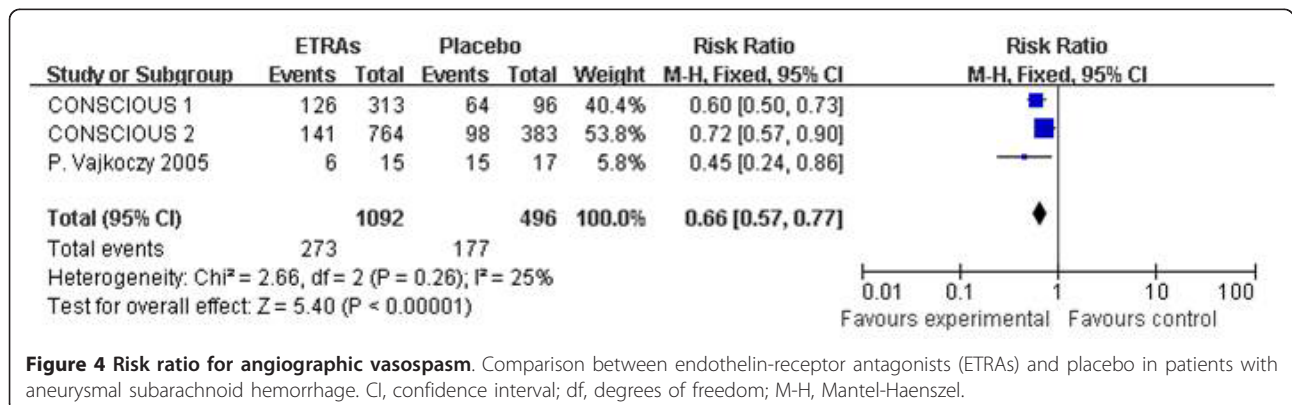 ETRAs Placebo Risk Ratio Risk Ratio
Study or Subgroup Events Total Events Total Weight M-H, Fixed, 95% CI M-H, Fixed, 95% CI
CONSCIOUS 1 126 313 64 96 40.4% 0.60 [0.50, 0.73]
CONSCIOUS 2 141 764 98 383 53.8% 0.72 [0.57, 0.90]
P. Vajkoczy 2005 6 15 15 17 5.8% 0.45 [0.24, 0.86]
Total (95% CI) 1092 496 100.0% 0.66 [0.57, 0.77]
Total events 273 177
Heterogeneity: Chi² = 2.66, df = 2 (P = 0.26); I² = 25%
Test for overall effect: Z = 5.40 (P < 0.00001)
0.01 0.1 1 10 100
Favours experimental Favours control
Figure 4 Risk ratio for angiographic vasospasm. Comparison between endothelin-receptor antagonists (ETRAs) and placebo in patients with
aneurysmal subarachnoid hemorrhage. CI, confidence interval; df, degrees of freedom; M-H, Mantel-Haenszel.